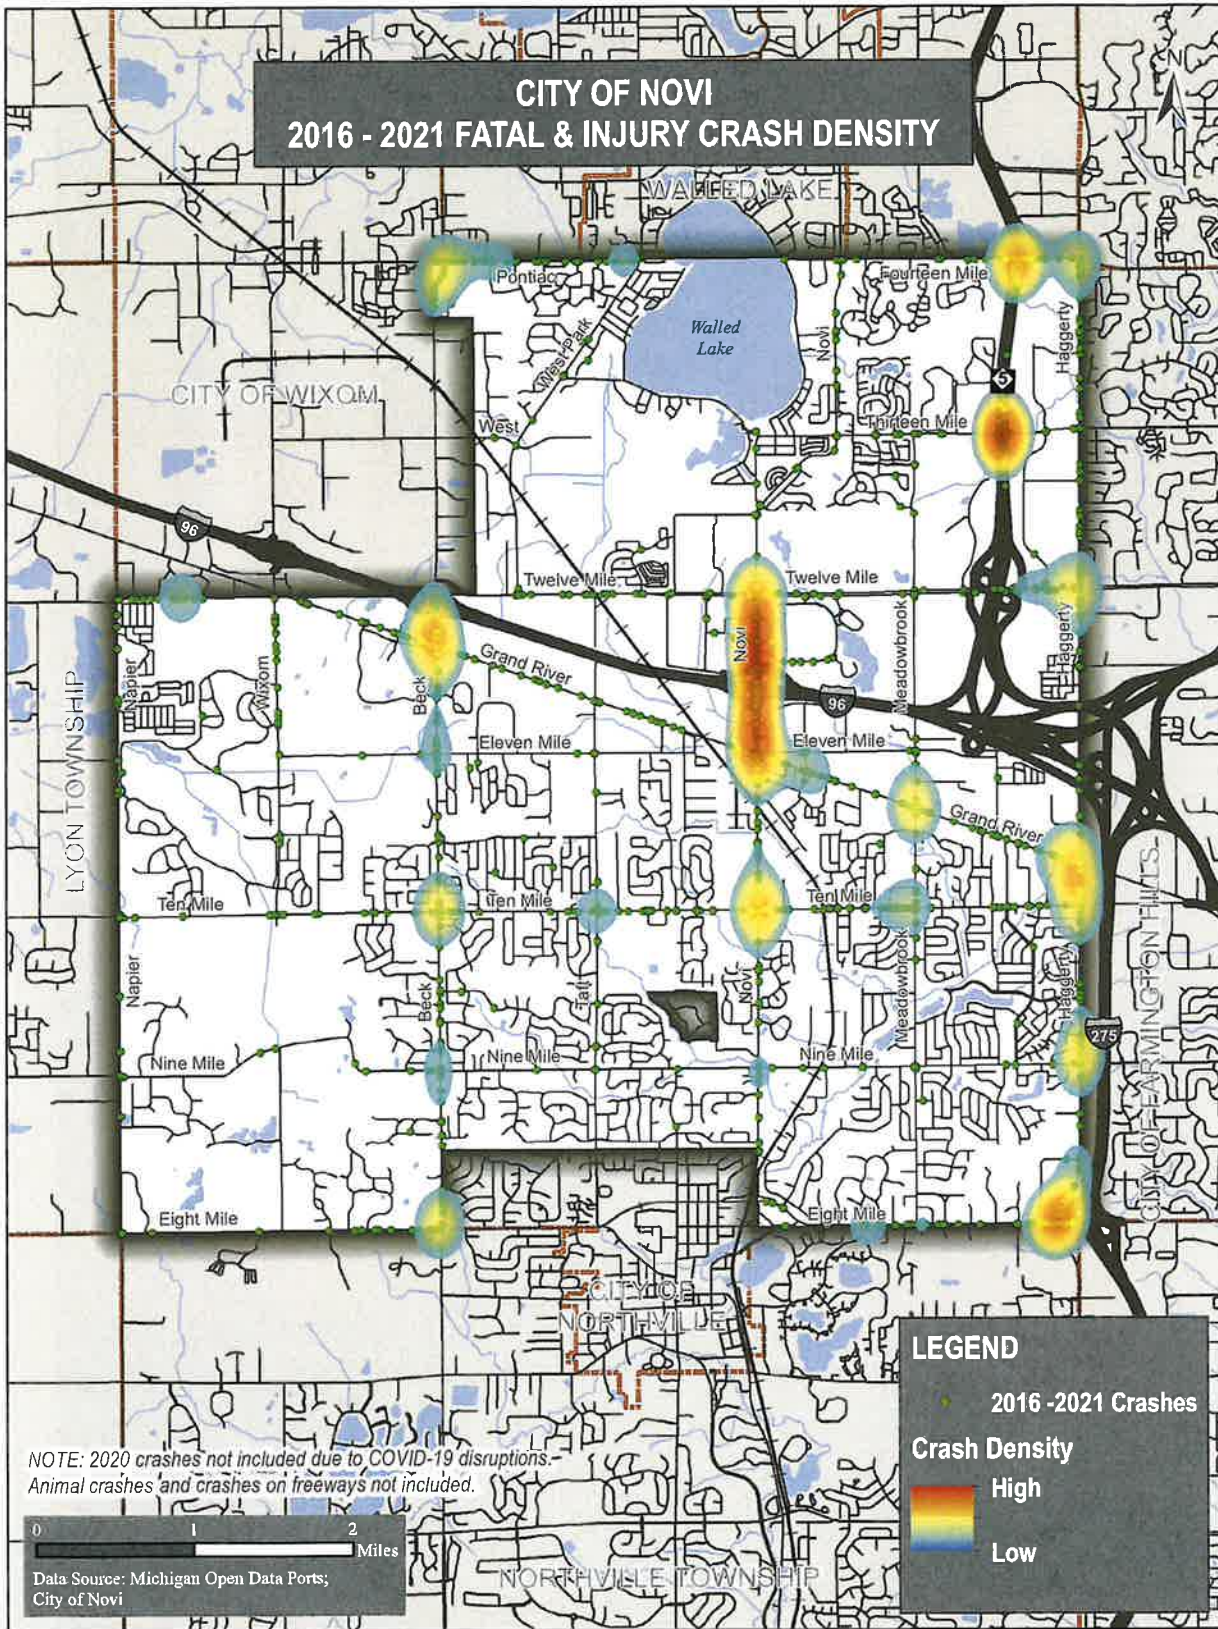 CITY OF NOVI
2016 - 2021 FATAL & INJURY CRASH DENSITY
N
WALLED LAKE
Pontiac
Fourteen Mile
Walled
Lake
West Park
Novi
Haggerty
5
CITY OF WIXOM
West
Thirteen Mile
96
Twelve Mile
Twelve Mile
Napier
Wixom
Beck
Grand River
Novi
96
Meadowbrook
Haggerty
LYON TOWNSHIP
Eleven Mile
Eleven Mile
Grand River
Ten Mile
Ten Mile
Ten Mile
CITY OF FARMINGTON HILLS
Napier
Beck
Taft
Novi
Meadowbrook
Haggerty
275
Nine Mile
Nine Mile
Nine Mile
Eight Mile
Eight Mile
CITY OF
NORTHVILLE
LEGEND
2016 -2021 Crashes
Crash Density
High
Low
NOTE: 2020 crashes not included due to COVID-19 disruptions.
Animal crashes and crashes on freeways not included.
0 1 2
Miles
Data Source: Michigan Open Data Ports;
City of Novi
NORTHVILLE TOWNSHIP